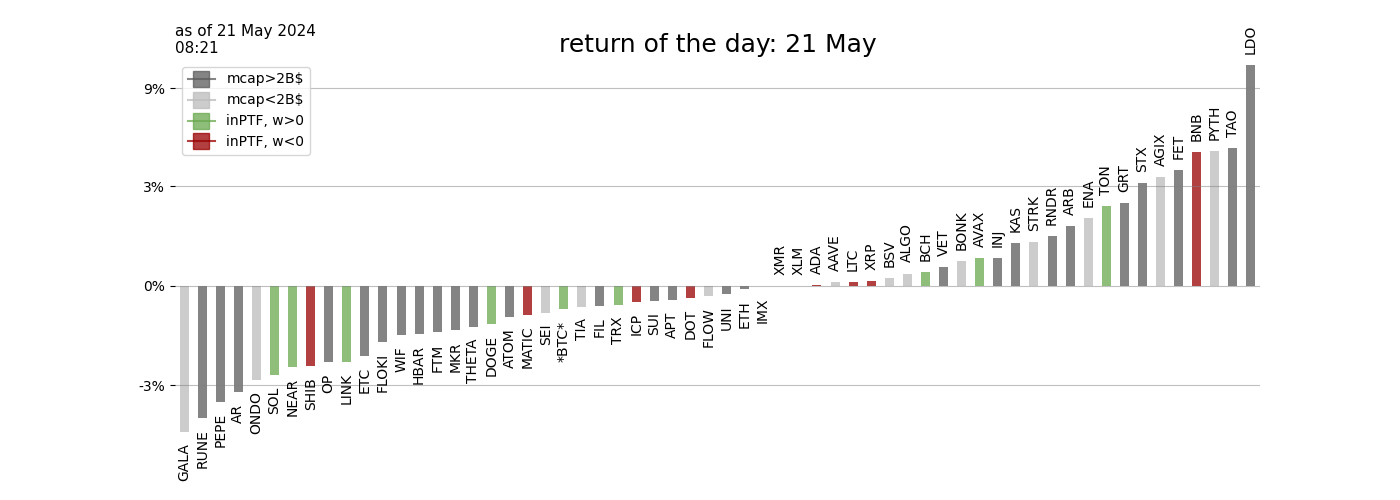 as of 21 May 2024
08:21
return of the day: 21 May
mcap>2B$
mcap<2B$
inPTF, w>0
inPTF, w<0
9%
3%
0%
-3%
GALA
RUNE
PEPE
AR
ONDO
SOL
NEAR
SHIB
OP
LINK
ETC
FLOKI
WIF
HBAR
FTM
MKR
THETA
DOGE
ATOM
MATIC
SEI
*BTC*
TIA
FIL
TRX
ICP
SUI
APT
DOT
FLOW
UNI
ETH
IMX
XMR
XLM
ADA
AAVE
LTC
XRP
BSV
ALGO
BCH
VET
BONK
AVAX
INJ
KAS
STRK
RNDR
ARB
ENA
TON
GRT
STX
AGIX
FET
BNB
PYTH
TAO
LDO